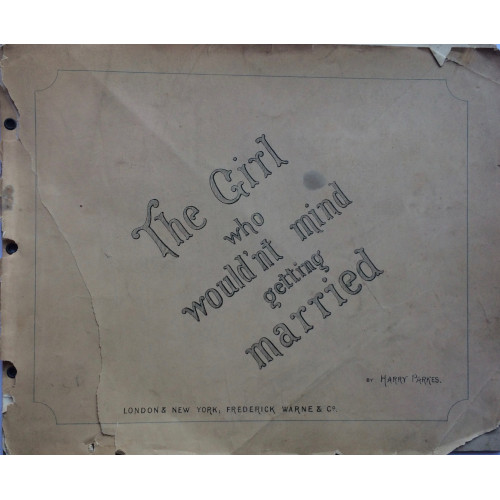 The Girl
who
would'nt mind
getting
married
BY HARRY PARKES.
LONDON & NEW YORK, FREDERICK WARNE & Co.